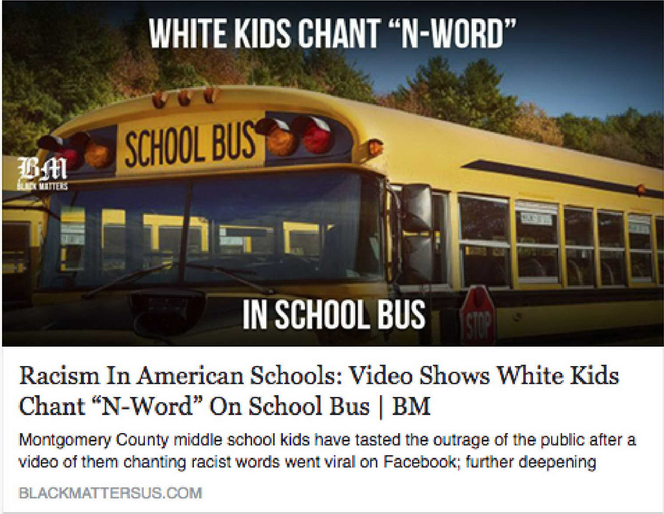 WHITE KIDS CHANT “N-WORD”
SCHOOL BUS
BM
BLACK MATTERS
IN SCHOOL BUS
STOP
Racism In American Schools: Video Shows White Kids
Chant “N-Word” On School Bus | BM
Montgomery County middle school kids have tasted the outrage of the public after a
video of them chanting racist words went viral on Facebook; further deepening
BLACKMATTERSUS.COM